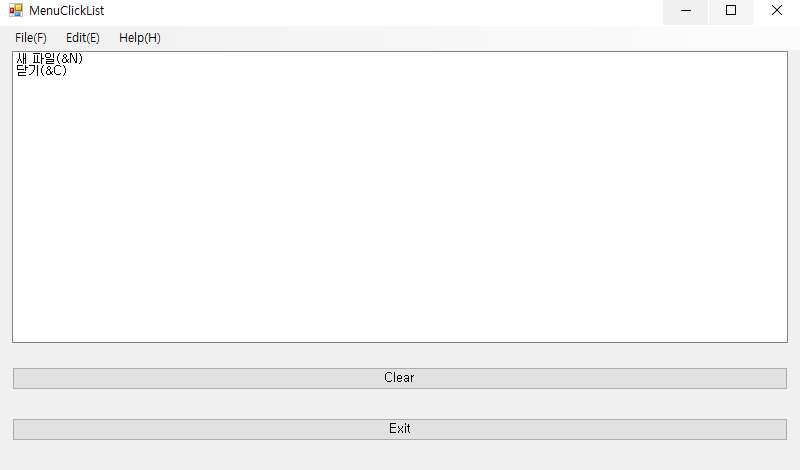 MenuClickList
File(F) Edit(E) Help(H)
새 파일(&N)
닫기(&C)
Clear
Exit